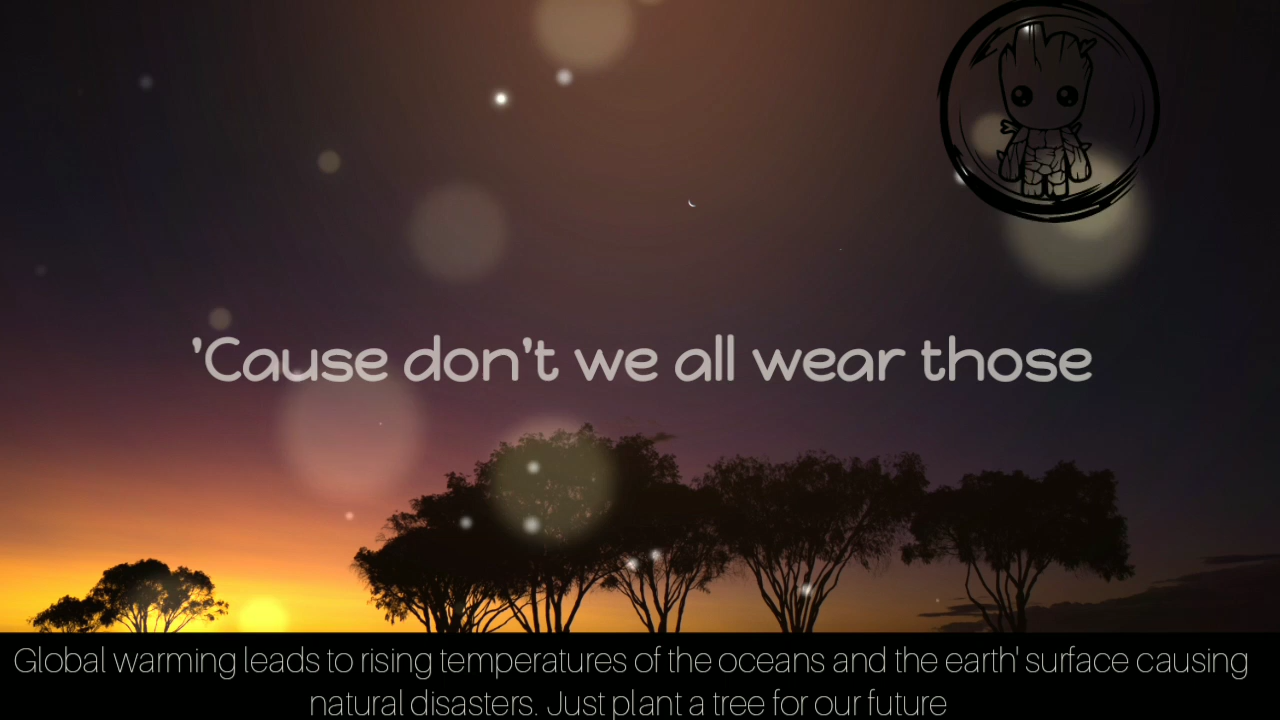 'Cause don't we all wear those
Global warming leads to rising temperatures of the oceans and the earth' surface causing
natural disasters. Just plant a tree for our future